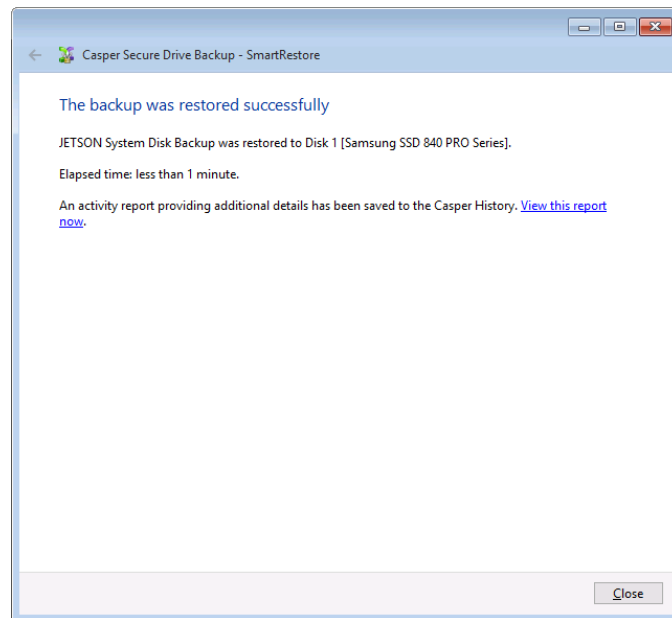 Casper Secure Drive Backup - SmartRestore
The backup was restored successfully
JETSON System Disk Backup was restored to Disk 1 [Samsung SSD 840 PRO Series].
Elapsed time: less than 1 minute.
An activity report providing additional details has been saved to the Casper History. View this report
now.
Close